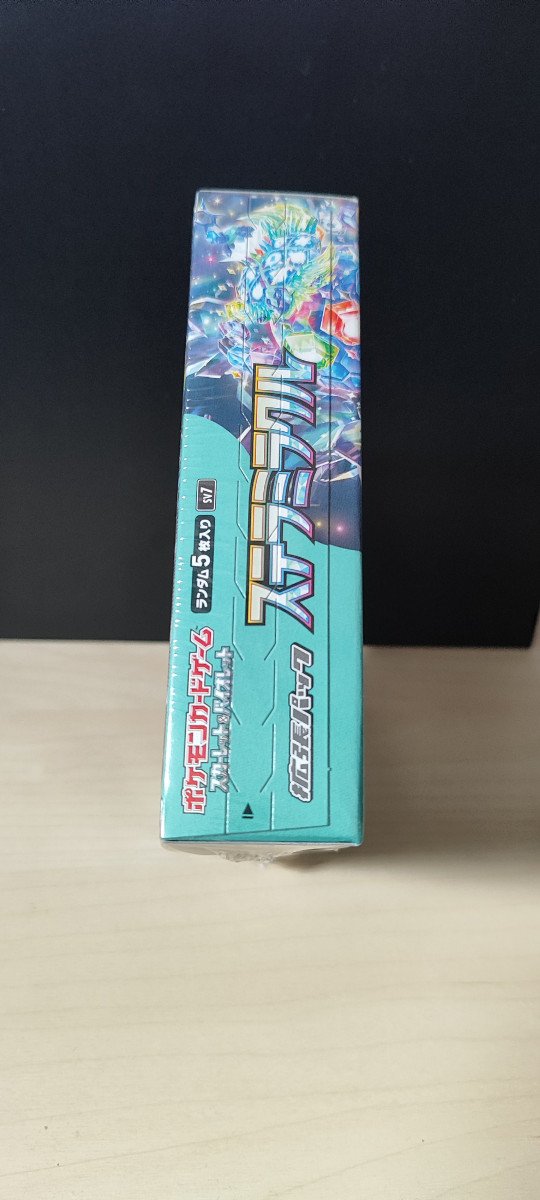 ポケモンカードゲーム
スカーレット&バイオレット
ランダム5枚入り
SV7
拡張パック
ステラミラクル